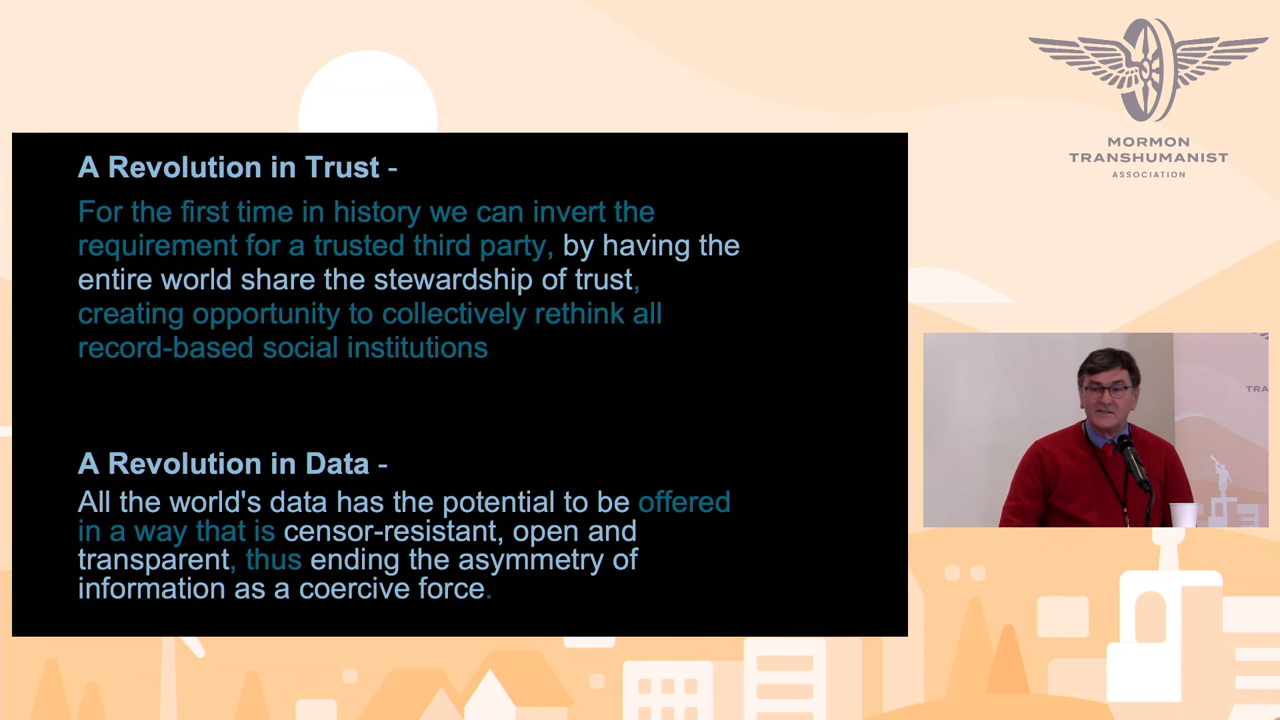 MORMON
TRANSHUMANIST
ASSOCIATION
A Revolution in Trust -
For the first time in history we can invert the
requirement for a trusted third party, by having the
entire world share the stewardship of trust,
creating opportunity to collectively rethink all
record-based social institutions
A Revolution in Data -
All the world's data has the potential to be offered
in a way that is censor-resistant, open and
transparent, thus ending the asymmetry of
information as a coercive force.
TRA